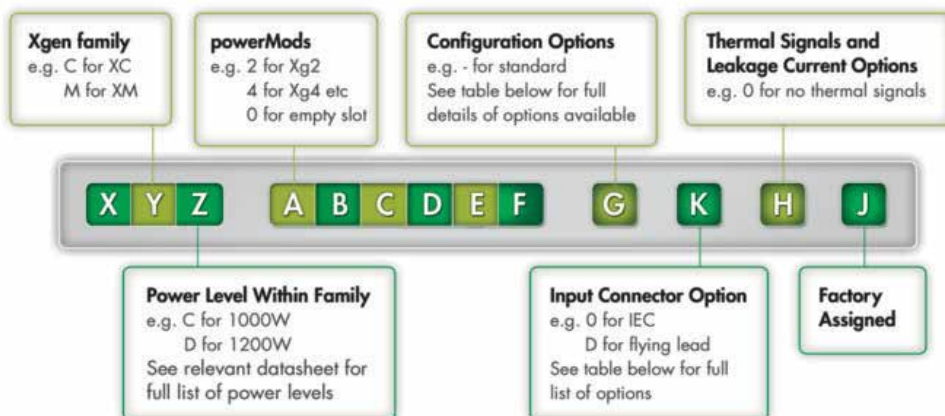 Xgen family
e.g. C for XC
M for XM
powerMods
e.g. 2 for Xg2
4 for Xg4 etc
0 for empty slot
Configuration Options
e.g. - for standard
See table below for full
details of options available
Thermal Signals and
Leakage Current Options
e.g. 0 for no thermal signals
X Y Z A B C D E F G K H J
Power Level Within Family
e.g. C for 1000W
D for 1200W
See relevant datasheet for
full list of power levels
Input Connector Option
e.g. 0 for IEC
D for flying lead
See table below for full
list of options
Factory
Assigned